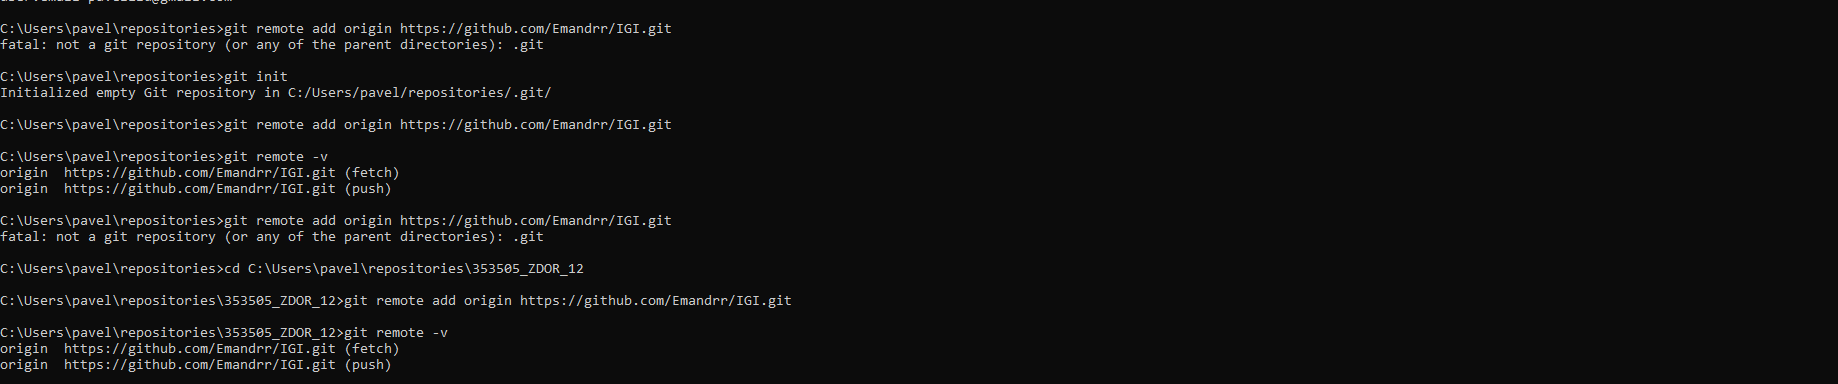 C:\Users\pavel\repositories>git remote add origin https://github.com/Emandrr/IGI.git
fatal: not a git repository (or any of the parent directories): .git
C:\Users\pavel\repositories>git init
Initialized empty Git repository in C:/Users/pavel/repositories/.git/
C:\Users\pavel\repositories>git remote add origin https://github.com/Emandrr/IGI.git
C:\Users\pavel\repositories>git remote -v
origin  https://github.com/Emandrr/IGI.git (fetch)
origin  https://github.com/Emandrr/IGI.git (push)
C:\Users\pavel\repositories>git remote add origin https://github.com/Emandrr/IGI.git
fatal: not a git repository (or any of the parent directories): .git
C:\Users\pavel\repositories>cd C:\Users\pavel\repositories\353505_ZDOR_12
C:\Users\pavel\repositories\353505_ZDOR_12>git remote add origin https://github.com/Emandrr/IGI.git
C:\Users\pavel\repositories\353505_ZDOR_12>git remote -v
origin  https://github.com/Emandrr/IGI.git (fetch)
origin  https://github.com/Emandrr/IGI.git (push)